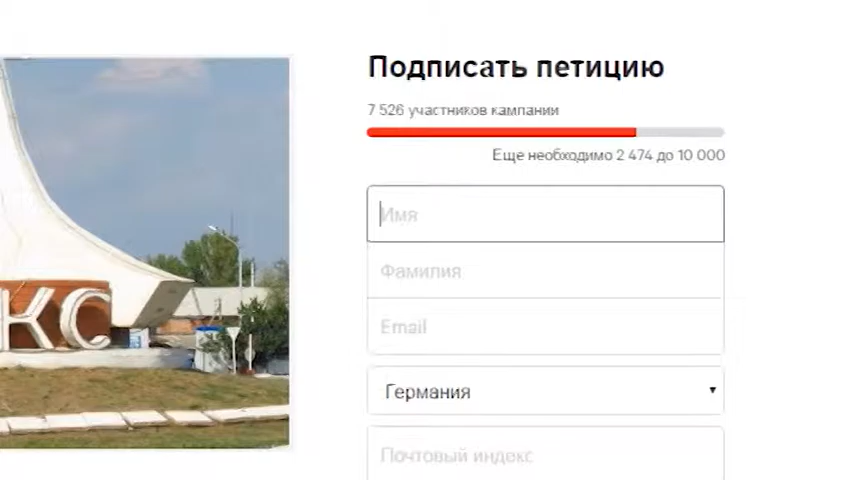 КС
Подписать петицию
7 526 участников кампании
Еще необходимо 2 474 до 10 000
Имя
Фамилия
Email
Германия
Почтовый индекс